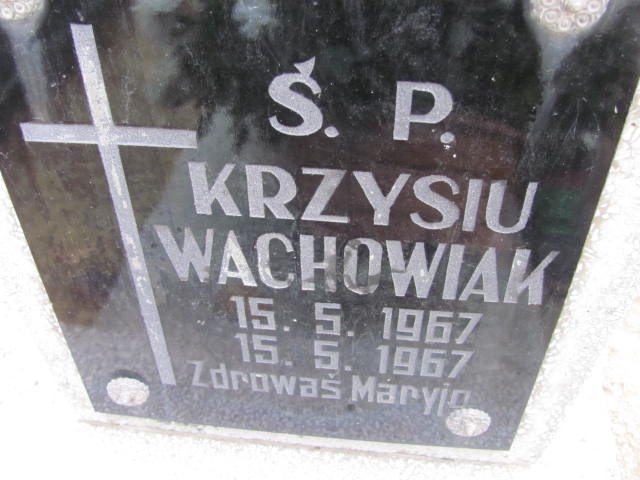 Ś. P.
KRZYSIU
WACHOWIAK
15. 5. 1967
15. 5. 1967
Zdrowaś Maryjo